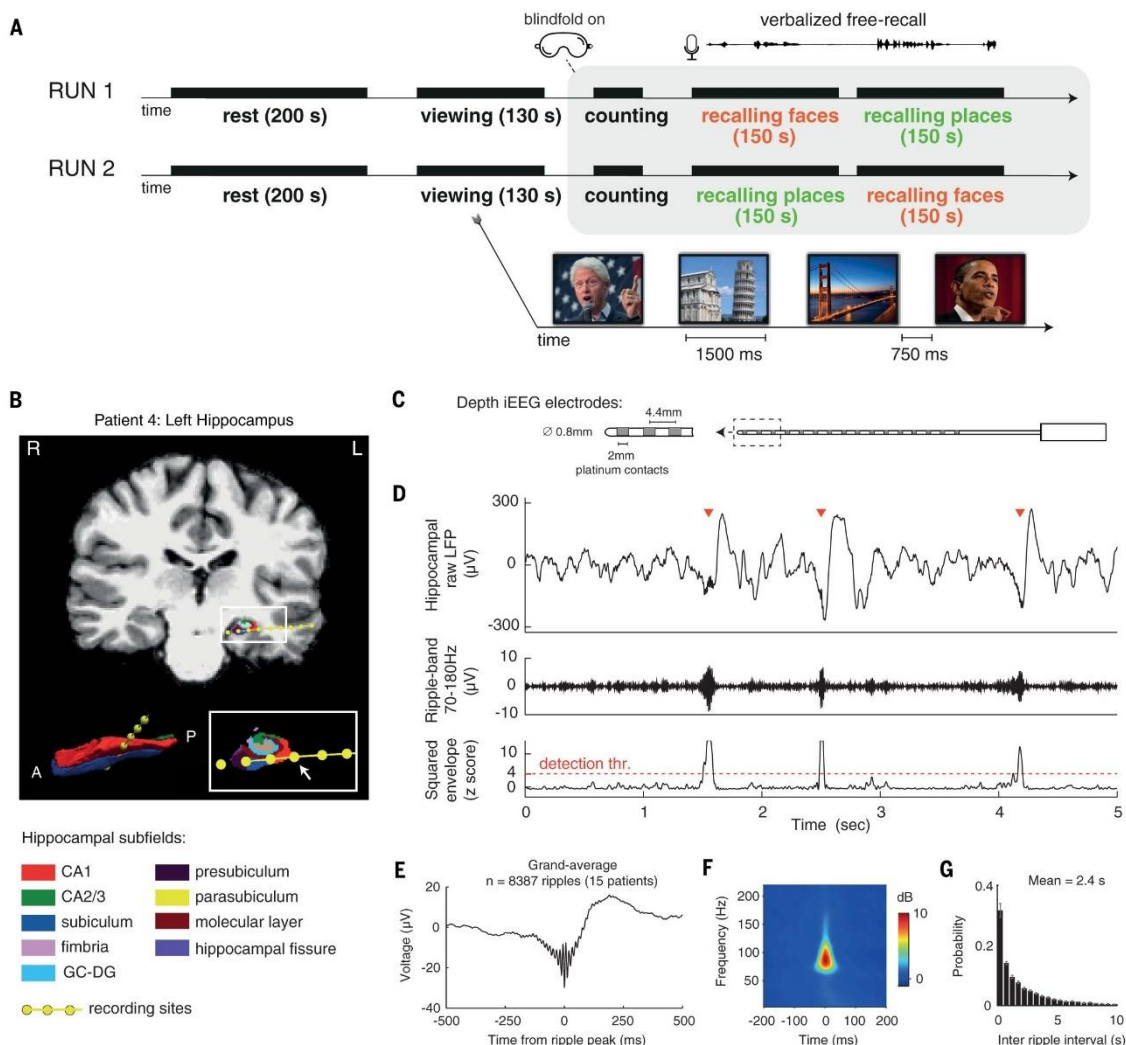 A
blindfold on
verbalized free-recall
RUN 1
time
rest (200 s)
viewing (130 s)
counting
recalling faces
(150 s)
recalling places
(150 s)
RUN 2
time
rest (200 s)
viewing (130 s)
counting
recalling places
(150 s)
recalling faces
(150 s)
time
1500 ms
750 ms
B
Patient 4: Left Hippocampus
R
L
A
P
Hippocampal subfields:
CA1
CA2/3
subiculum
fimbria
GC-DG
presubiculum
parasubiculum
molecular layer
hippocampal fissure
recording sites
C
Depth iEEG electrodes:
4.4mm
∅ 0.8mm
2mm
platinum contacts
D
Hippocampal
raw LFP
(µV)
300
0
-300
Ripple-band
70-180Hz
(µV)
10
0
-10
Squared
envelope
(z score)
10
4
0
detection thr.
0 1 2 3 4 5
Time (sec)
E
Grand-average
n = 8387 ripples (15 patients)
Voltage (µV)
20
0
-20
-40
-500 -250 0 250 500
Time from ripple peak (ms)
F
Frequency (Hz)
200
150
100
50
-200 -100 0 100 200
Time (ms)
dB
10
0
G
Mean = 2.4 s
Probability
0.4
0.2
0
0 5 10
Inter ripple interval (s)